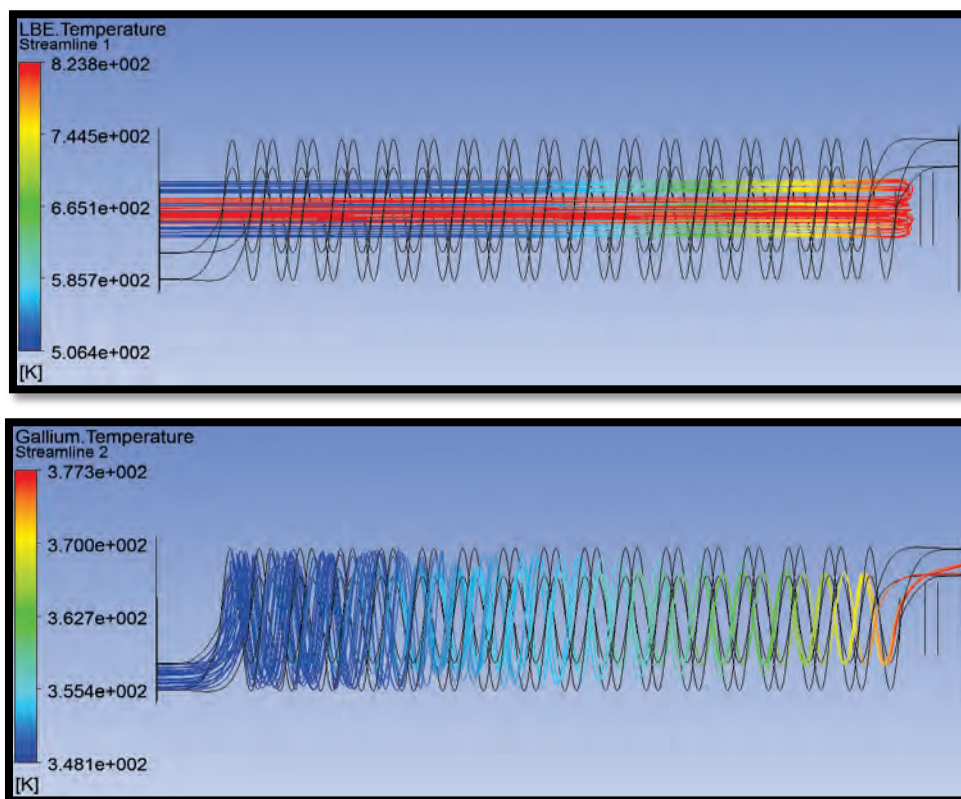 LBE.Temperature
Streamline 1
8.238e+002
7.445e+002
6.651e+002
5.857e+002
5.064e+002
[K]
Gallium.Temperature
Streamline 2
3.773e+002
3.700e+002
3.627e+002
3.554e+002
3.481e+002
[K]